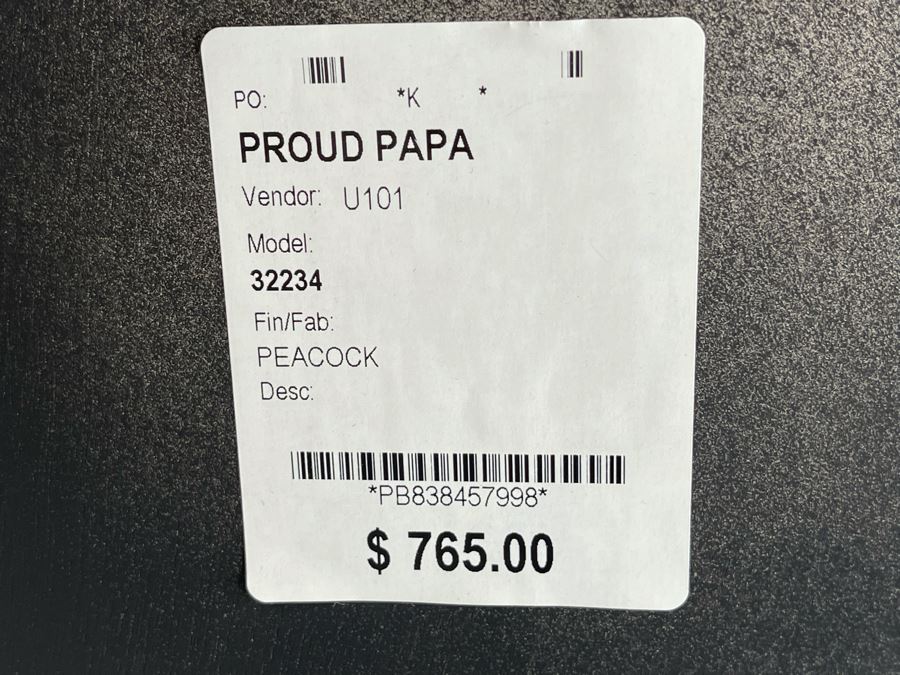 PO: *K *
PROUD PAPA
Vendor: U101
Model:
32234
Fin/Fab:
PEACOCK
Desc:
*PB838457998*
$ 765.00